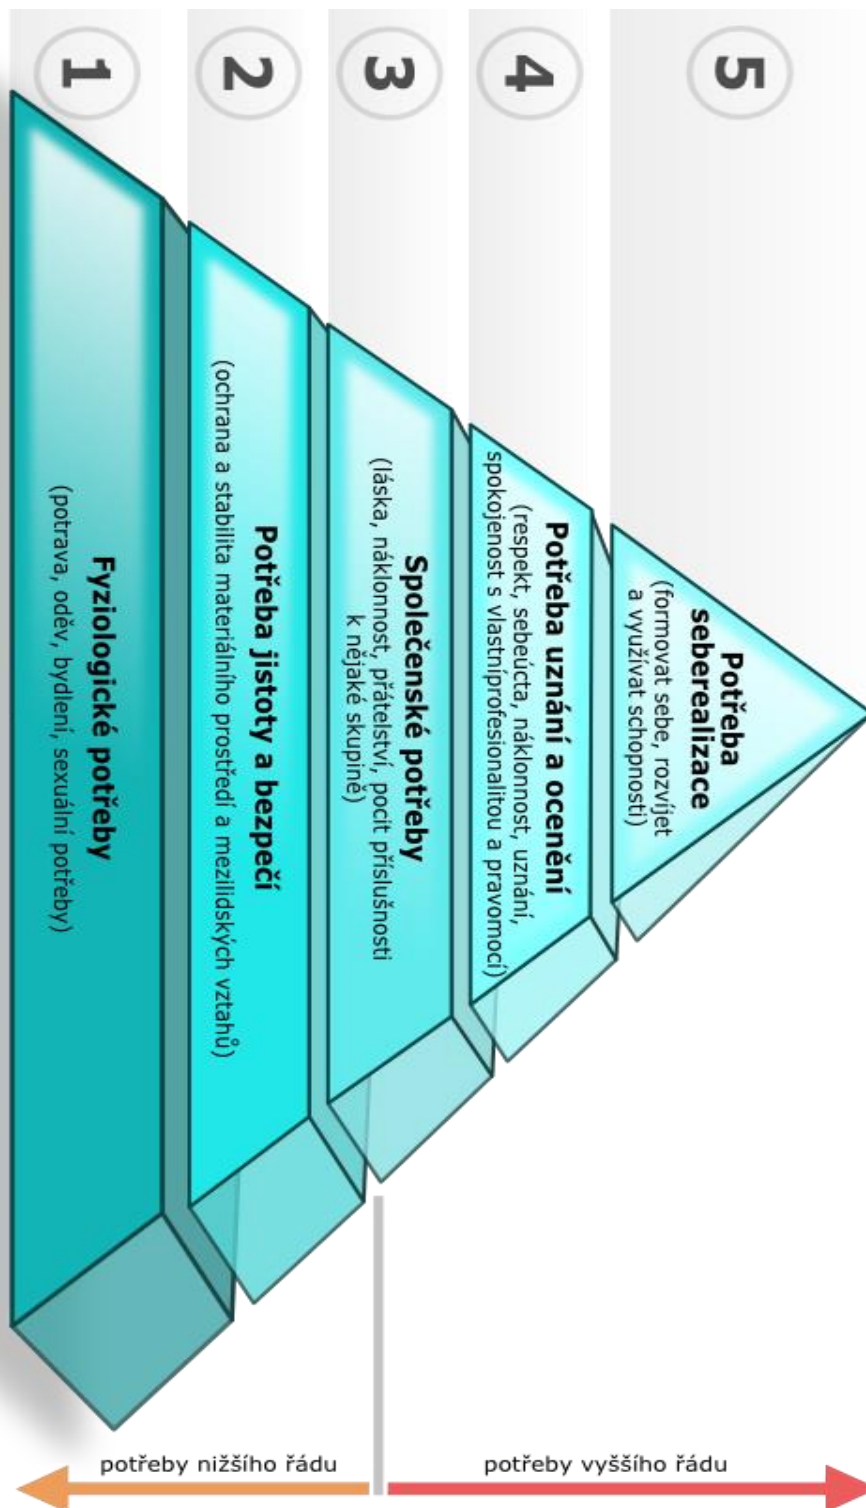 5
Potřeba
seberealizace
(formovat sebe, rozvíjet
a využívat schopnosti)
4
Potřeba uznání a ocenění
(respekt, sebeúcta, náklonnost, uznání,
spokojenost s vlastníprofesionalitou a pravomocí)
3
Společenské potřeby
(láska, náklonnost, přátelství, pocit příslušnosti
k nějaké skupině)
2
Potřeba jistoty a bezpečí
(ochrana a stabilita materiálního prostředí a mezilidských vztahů)
1
Fyziologické potřeby
(potrava, oděv, bydlení, sexuální potřeby)
potřeby nižšího řádu
potřeby vyššího řádu